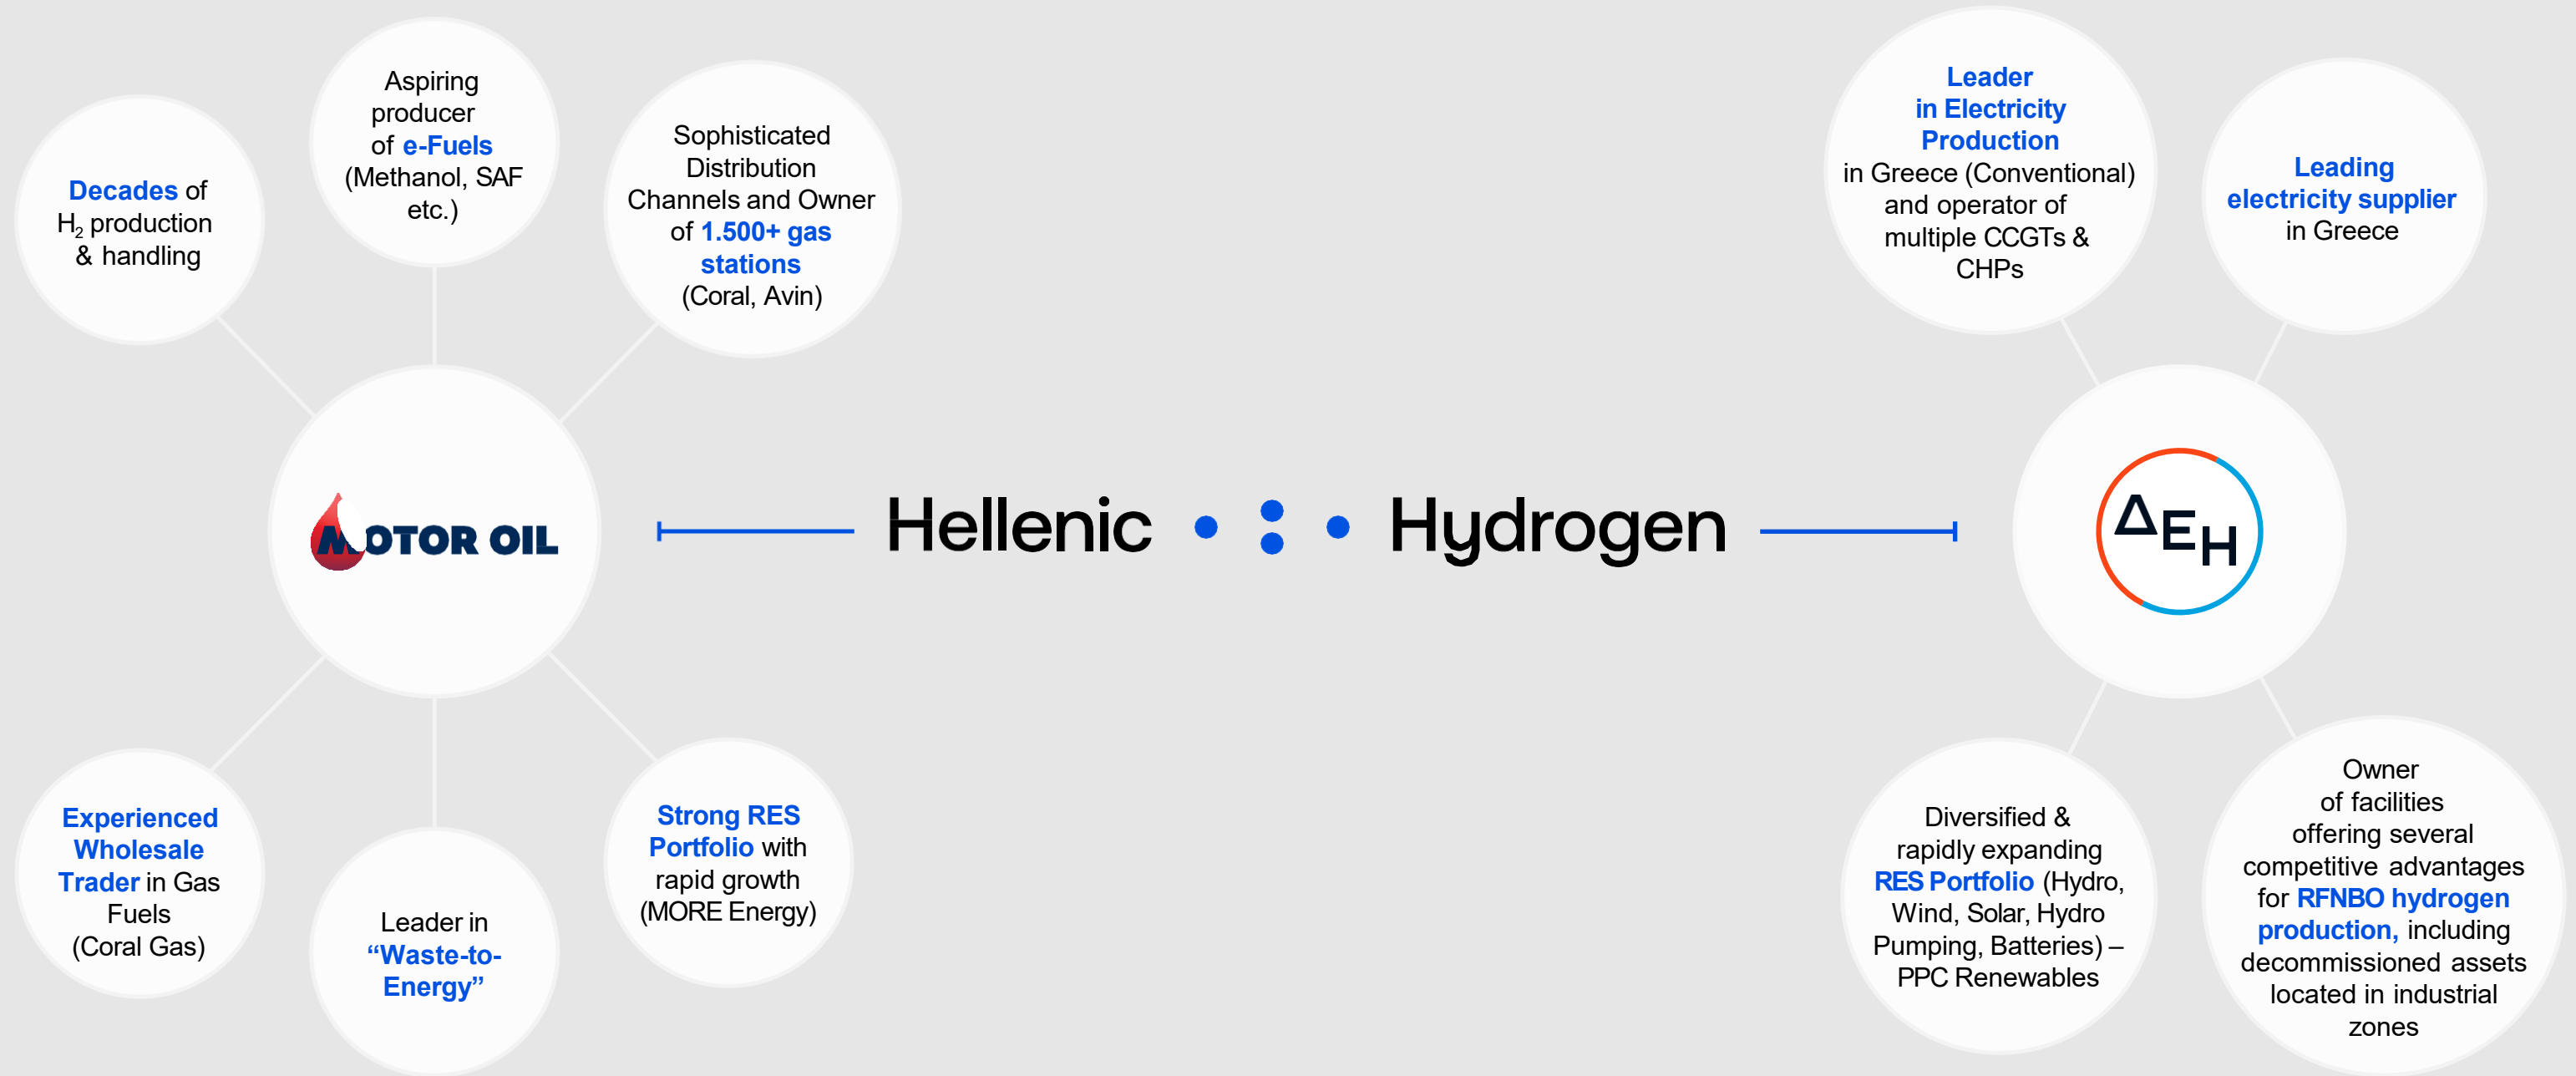 Decades of
H₂ production
& handling
Aspiring
producer
of e-Fuels
(Methanol, SAF
etc.)
Sophisticated
Distribution
Channels and Owner
of 1.500+ gas
stations
(Coral, Avin)
MOTOR OIL
Experienced
Wholesale
Trader in Gas
Fuels
(Coral Gas)
Leader in
“Waste-to-
Energy”
Strong RES
Portfolio with
rapid growth
(MORE Energy)
Hellenic Hydrogen
Leader
in Electricity
Production
in Greece (Conventional)
and operator of
multiple CCGTs &
CHPs
Leading
electricity supplier
in Greece
ΔΕΗ
Diversified &
rapidly expanding
RES Portfolio (Hydro,
Wind, Solar, Hydro
Pumping, Batteries) –
PPC Renewables
Owner
of facilities
offering several
competitive advantages
for RFNBO hydrogen
production, including
decommissioned assets
located in industrial
zones